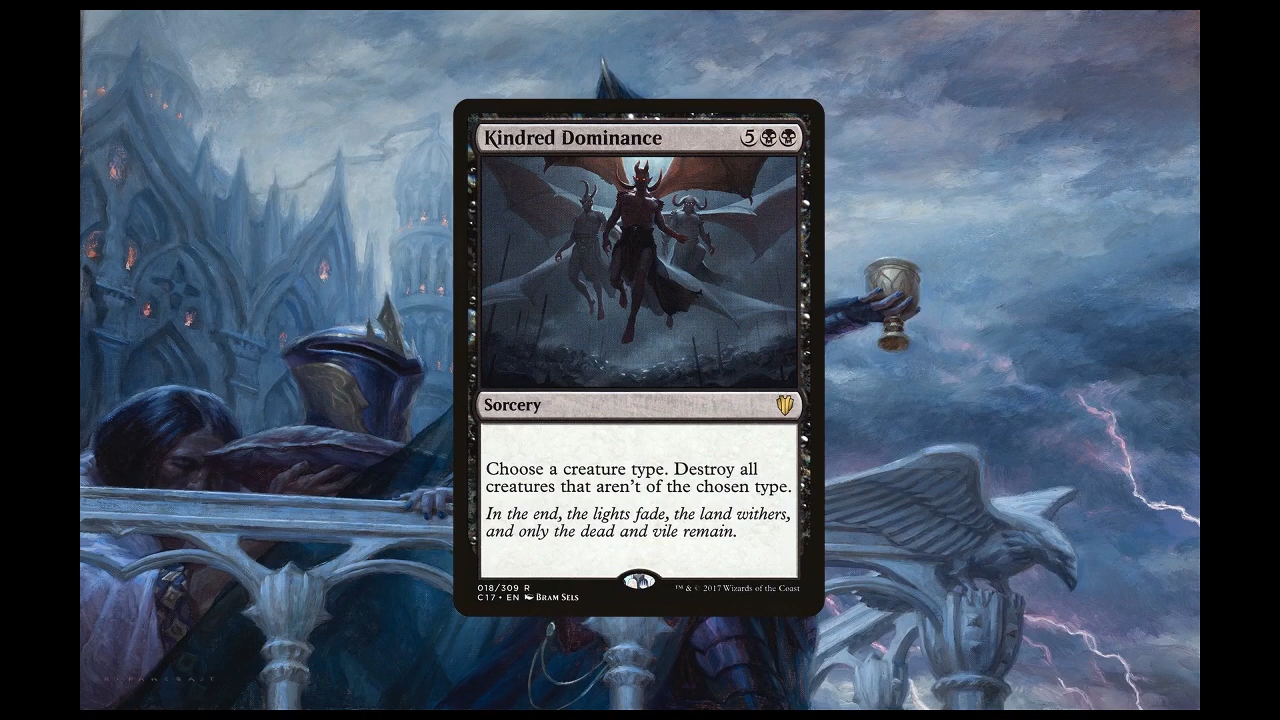 Kindred Dominance 5
Sorcery
Choose a creature type. Destroy all
creatures that aren't of the chosen type.
In the end, the lights fade, the land withers,
and only the dead and vile remain.
018/309 R
C17 • EN Bram Sels
™ & © 2017 Wizards of the Coast